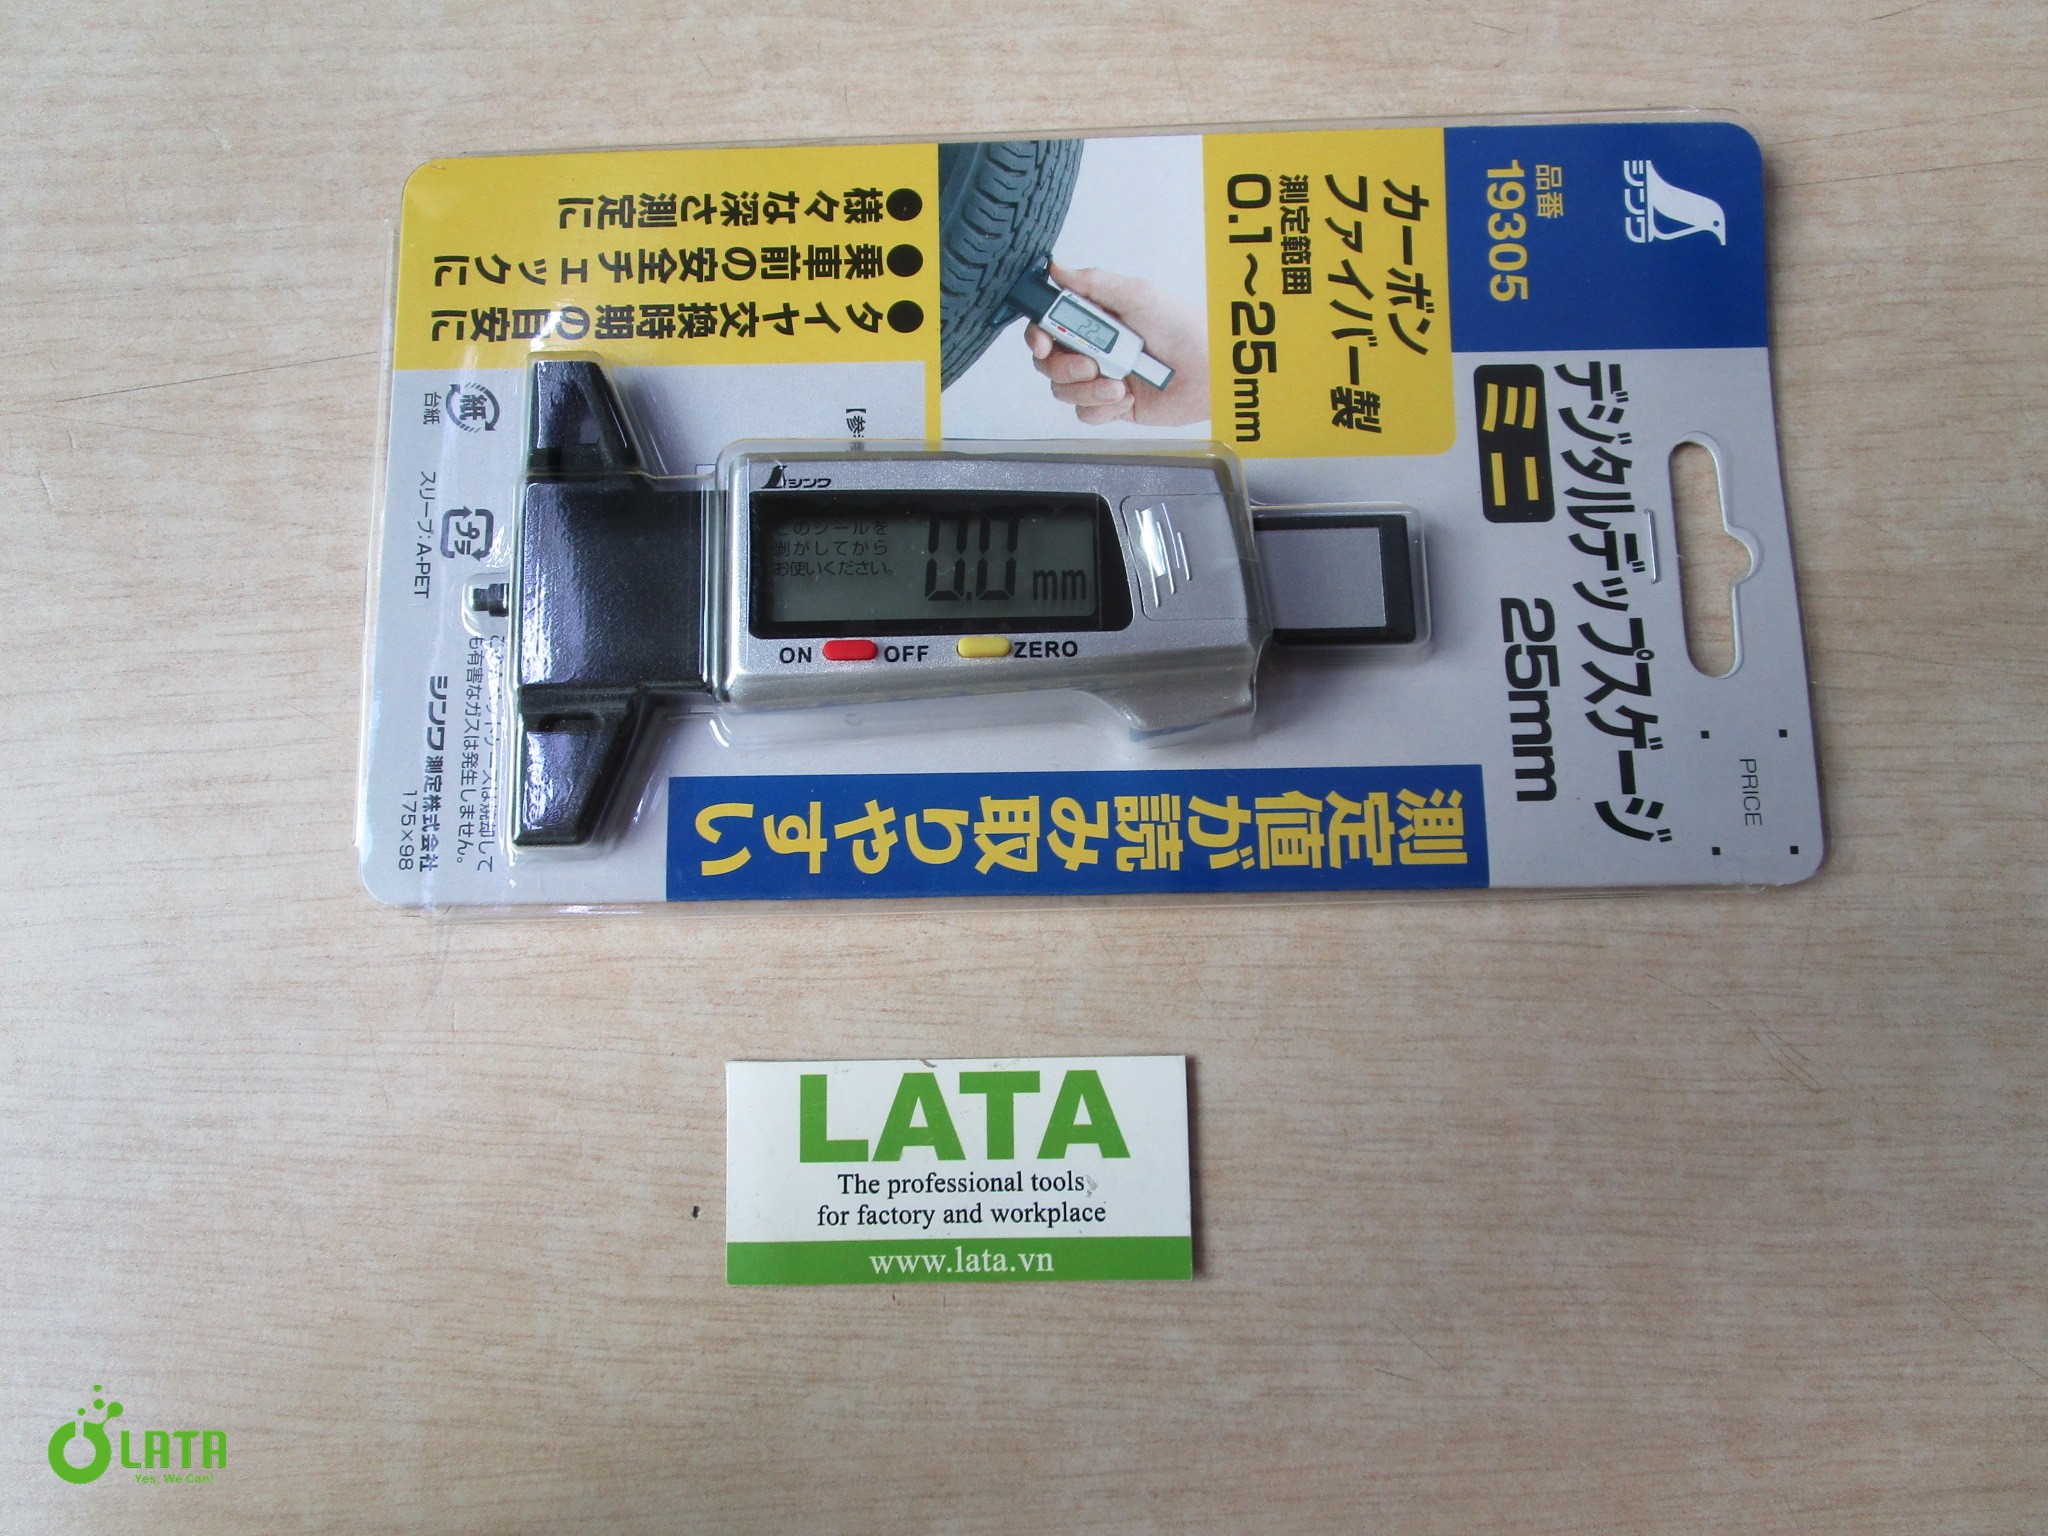 シンワ
品番
19305
デジタルデップスゲージ
ミニ 25mm
PRICE
カーボン
ファイバー製
測定範囲
0.1～25mm
●様々な深さ測定に
●乗車前の安全チェックに
●タイヤ交換時期の目安に
測定値が読み取りやすい
シンワ
このシールを
剥がしてから
お使いください。
0.0 mm
ON OFF ZERO
2.2
紙
台紙
プラ
スリーブ：A-PET
も有害なガスは発生しません。
シンワ測定株式会社
175×98
LATA
The professional tools
for factory and workplace
www.lata.vn
LATA
Yes, We Can!